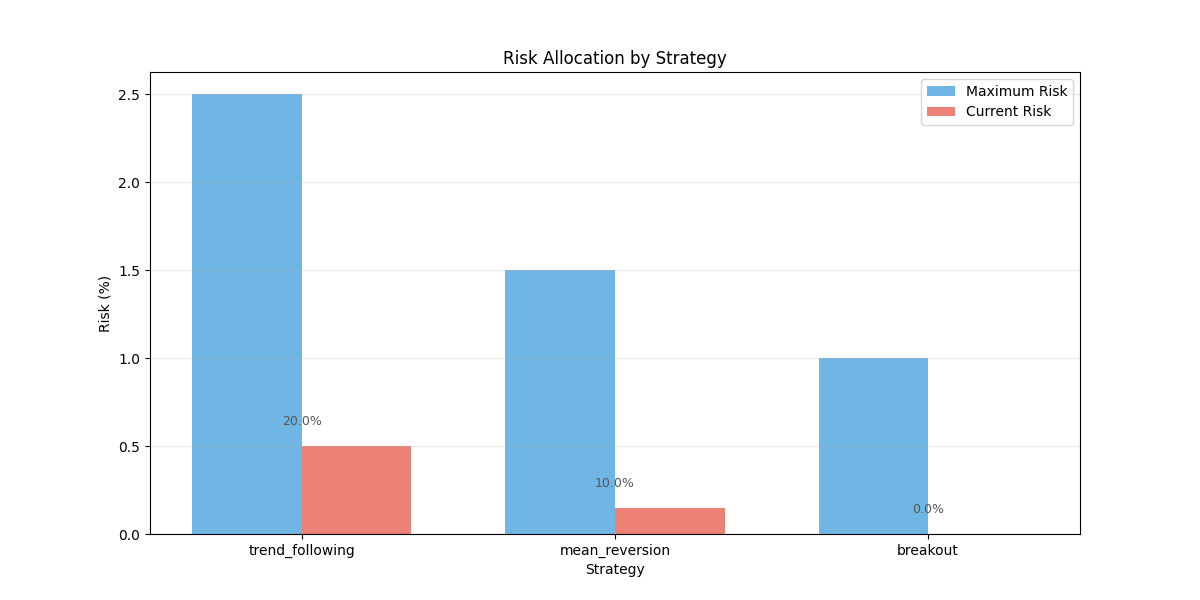 Risk Allocation by Strategy
Maximum Risk
Current Risk
Risk (%)
2.5
2.0
1.5
1.0
0.5
0.0
20.0%
10.0%
0.0%
trend_following
mean_reversion
breakout
Strategy